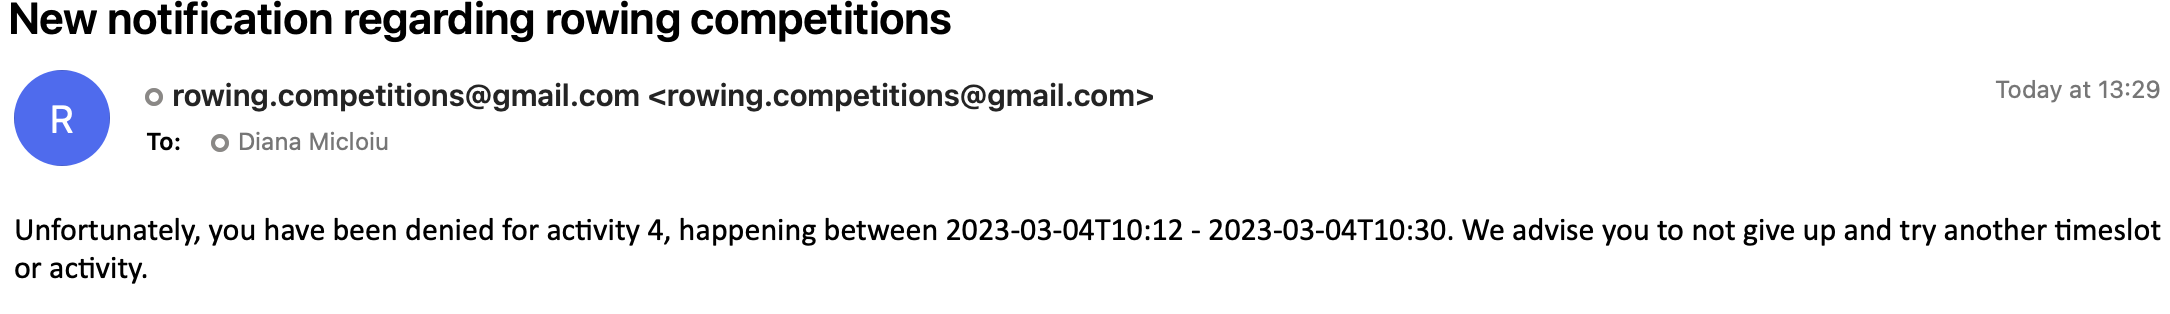 New notification regarding rowing competitions
R
rowing.competitions@gmail.com <rowing.competitions@gmail.com>
Today at 13:29
To: Diana Micloiu
Unfortunately, you have been denied for activity 4, happening between 2023-03-04T10:12 - 2023-03-04T10:30. We advise you to not give up and try another timeslot
or activity.